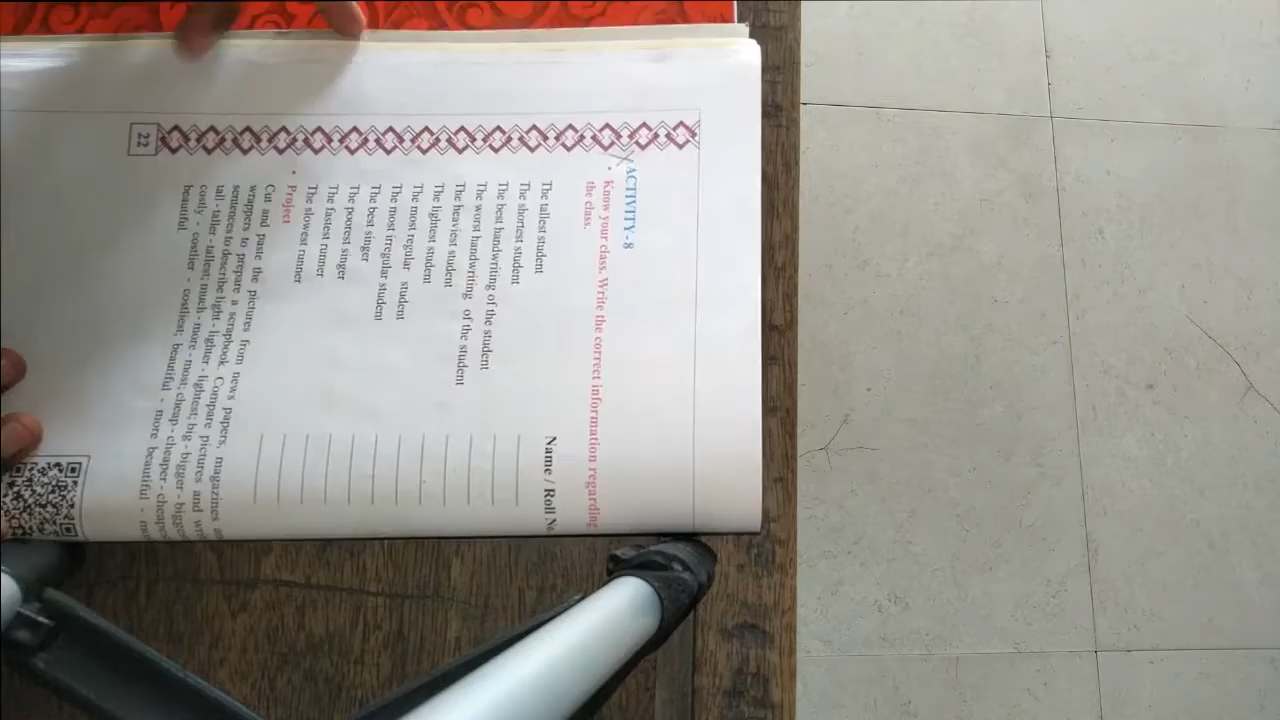 ACTIVITY-8
• Know your class. Write the correct information regarding
the class.
Name / Roll No
The tallest student
The shortest student
The best handwriting of the student
The worst handwriting of the student
The heaviest student
The lightest student
The most regular student
The most irregular student
The best singer
The poorest singer
The fastest runner
The slowest runner
• Project
Cut and paste the pictures from news papers, magazines
wrappers to prepare a scrapbook. Compare pictures and
sentences to describe light - lighter - lightest; big - bigger -
tall - taller - tallest; much - more - most; cheap - cheaper -
costly - costlier - costliest; beautiful - more beautiful -
beautiful.
22